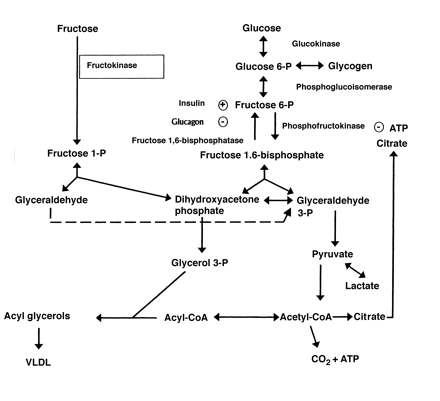 Fructose
Glucose
Fructokinase
Glucokinase
Glucose 6-P
Glycogen
Phosphoglucoisomerase
Insulin +
Fructose 6-P
Glucagon -
Phosphofructokinase - ATP
Citrate
Fructose 1,6-bisphosphatase
Fructose 1-P
Fructose 1.6-bisphosphate
Glyceraldehyde
Dihydroxyacetone
phosphate
Glyceraldehyde
3-P
Glycerol 3-P
Pyruvate
Lactate
Acyl glycerols
Acyl-CoA
Acetyl-CoA
Citrate
VLDL
CO2 + ATP